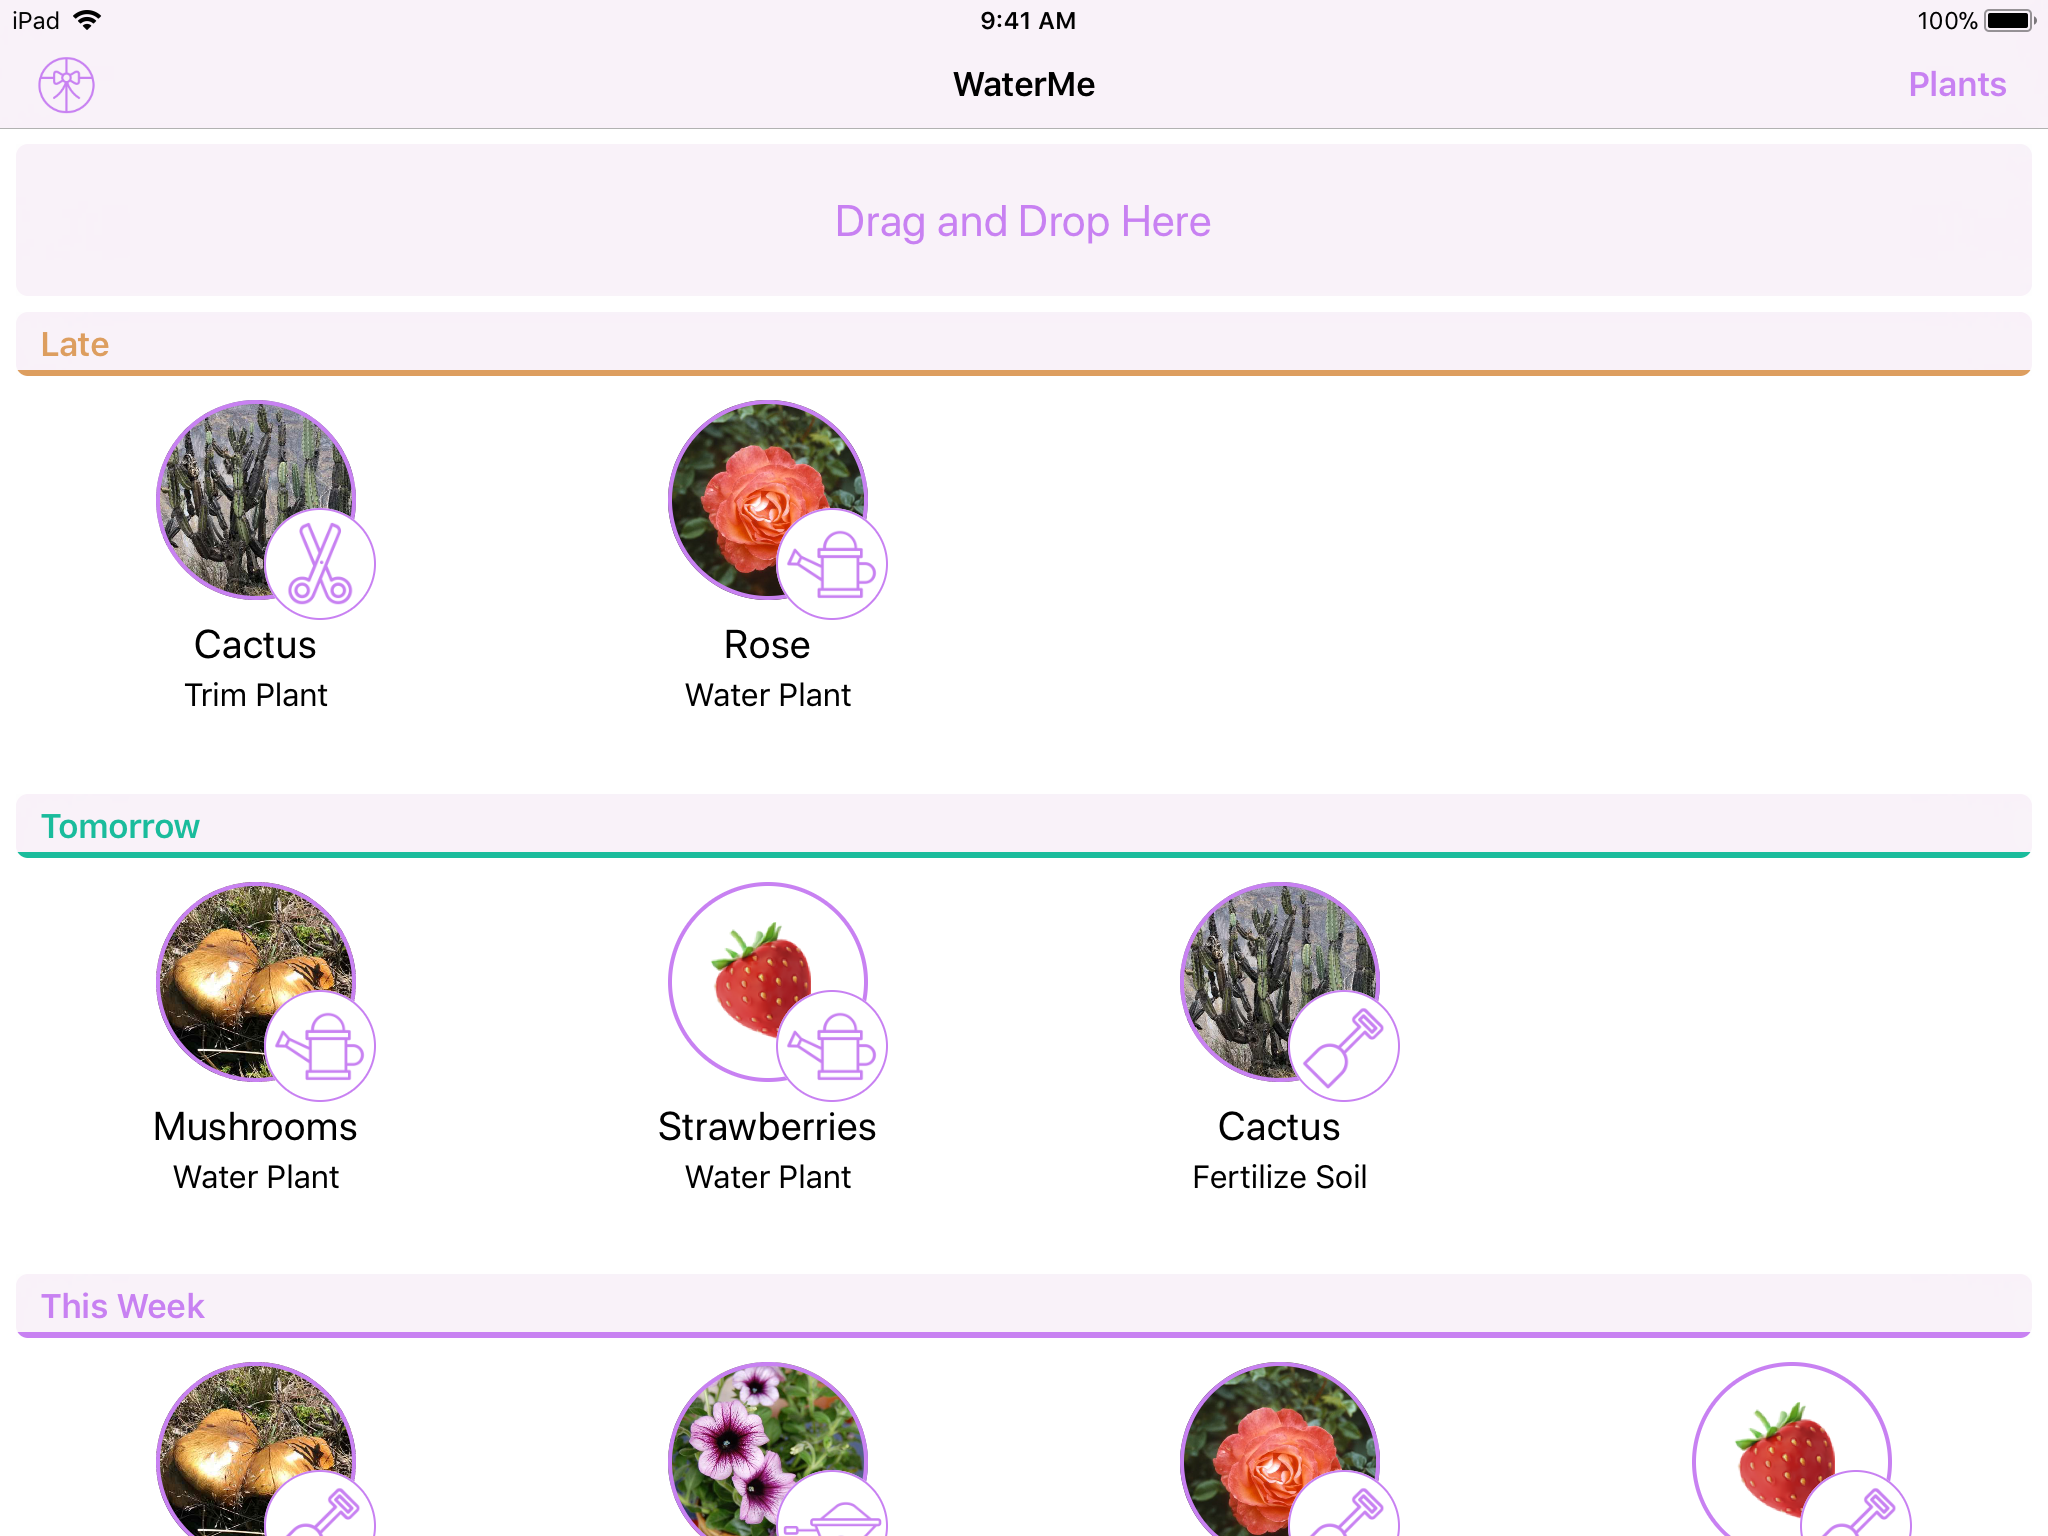 iPad 9:41 AM 100%
WaterMe Plants
Drag and Drop Here
Late
Cactus Rose
Trim Plant Water Plant
Tomorrow
Mushrooms Strawberries Cactus
Water Plant Water Plant Fertilize Soil
This Week